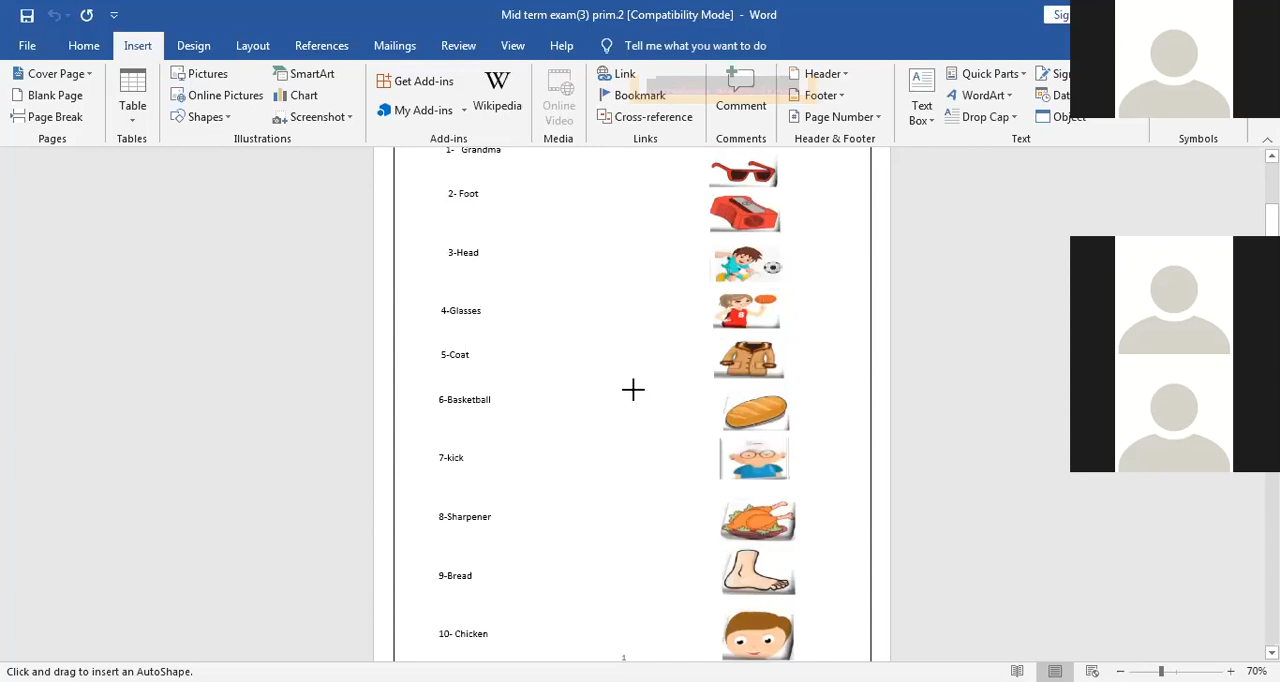 Mid term exam(3) prim.2 [Compatibility Mode] - Word
Sig
File Home Insert Design Layout References Mailings Review View Help Tell me what you want to do
Cover Page
Blank Page
Page Break
Pages
Table
Tables
Pictures
Online Pictures
Shapes
SmartArt
Chart
Screenshot
Illustrations
Get Add-ins
My Add-ins
W
Wikipedia
Add-ins
Online
Video
Media
Link
Bookmark
Cross-reference
Links
Comment
Comments
Header
Footer
Page Number
Header & Footer
Text
Box
Quick Parts
WordArt
Drop Cap
Sign
Dat
Object
Text
Symbols
1- Grandma
2- Foot
3-Head
4-Glasses
5-Coat
6-Basketball
7-kick
8-Sharpener
9-Bread
10- Chicken
1
Click and drag to insert an AutoShape.
70%